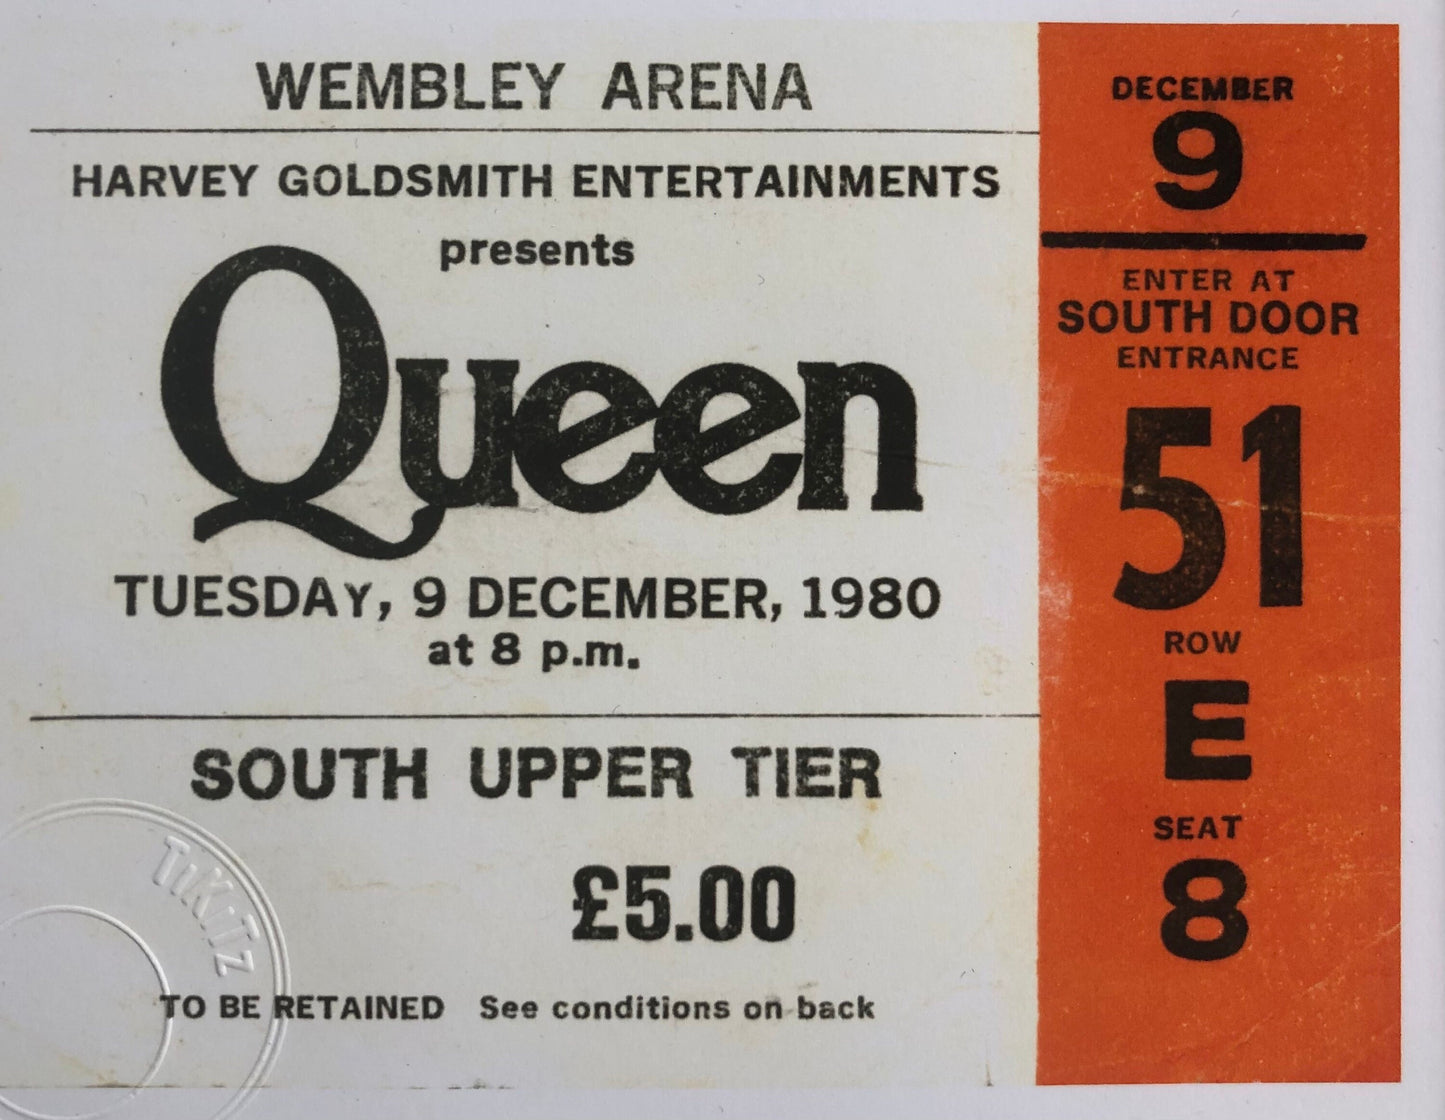 WEMBLEY ARENA
HARVEY GOLDSMITH ENTERTAINMENTS
presents
Queen
TUESDAY, 9 DECEMBER, 1980
at 8 p.m.
SOUTH UPPER TIER
£5.00
TO BE RETAINED See conditions on back
TiKiTZ
DECEMBER
9
ENTER AT
SOUTH DOOR
ENTRANCE
51
ROW
E
SEAT
8